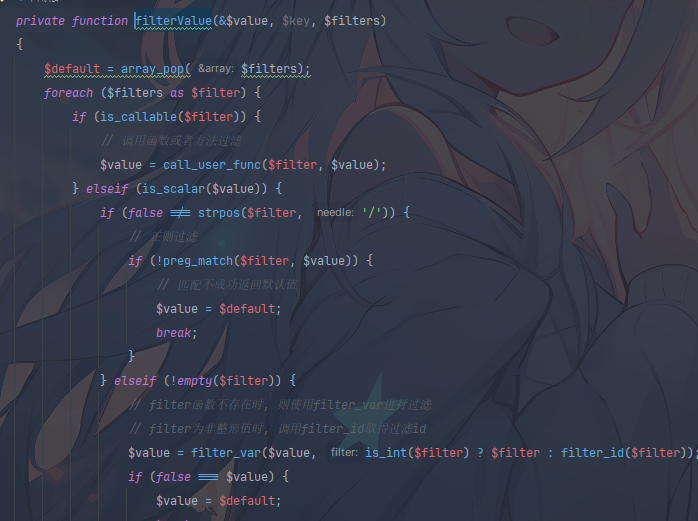 private function filterValue(&$value, $key, $filters)
{
$default = array_pop( &array: $filters);
foreach ($filters as $filter) {
if (is_callable($filter)) {
// 调用函数或者方法过滤
$value = call_user_func($filter, $value);
} elseif (is_scalar($value)) {
if (false !== strpos($filter, needle: '/')) {
// 正则过滤
if (!preg_match($filter, $value)) {
// 匹配不成功返回默认值
$value = $default;
break;
}
} elseif (!empty($filter)) {
// filter函数不存在时, 则使用filter_var进行过滤
// filter为非整形值时, 调用filter_id取得过滤id
$value = filter_var($value, filter: is_int($filter) ? $filter : filter_id($filter));
if (false === $value) {
$value = $default;